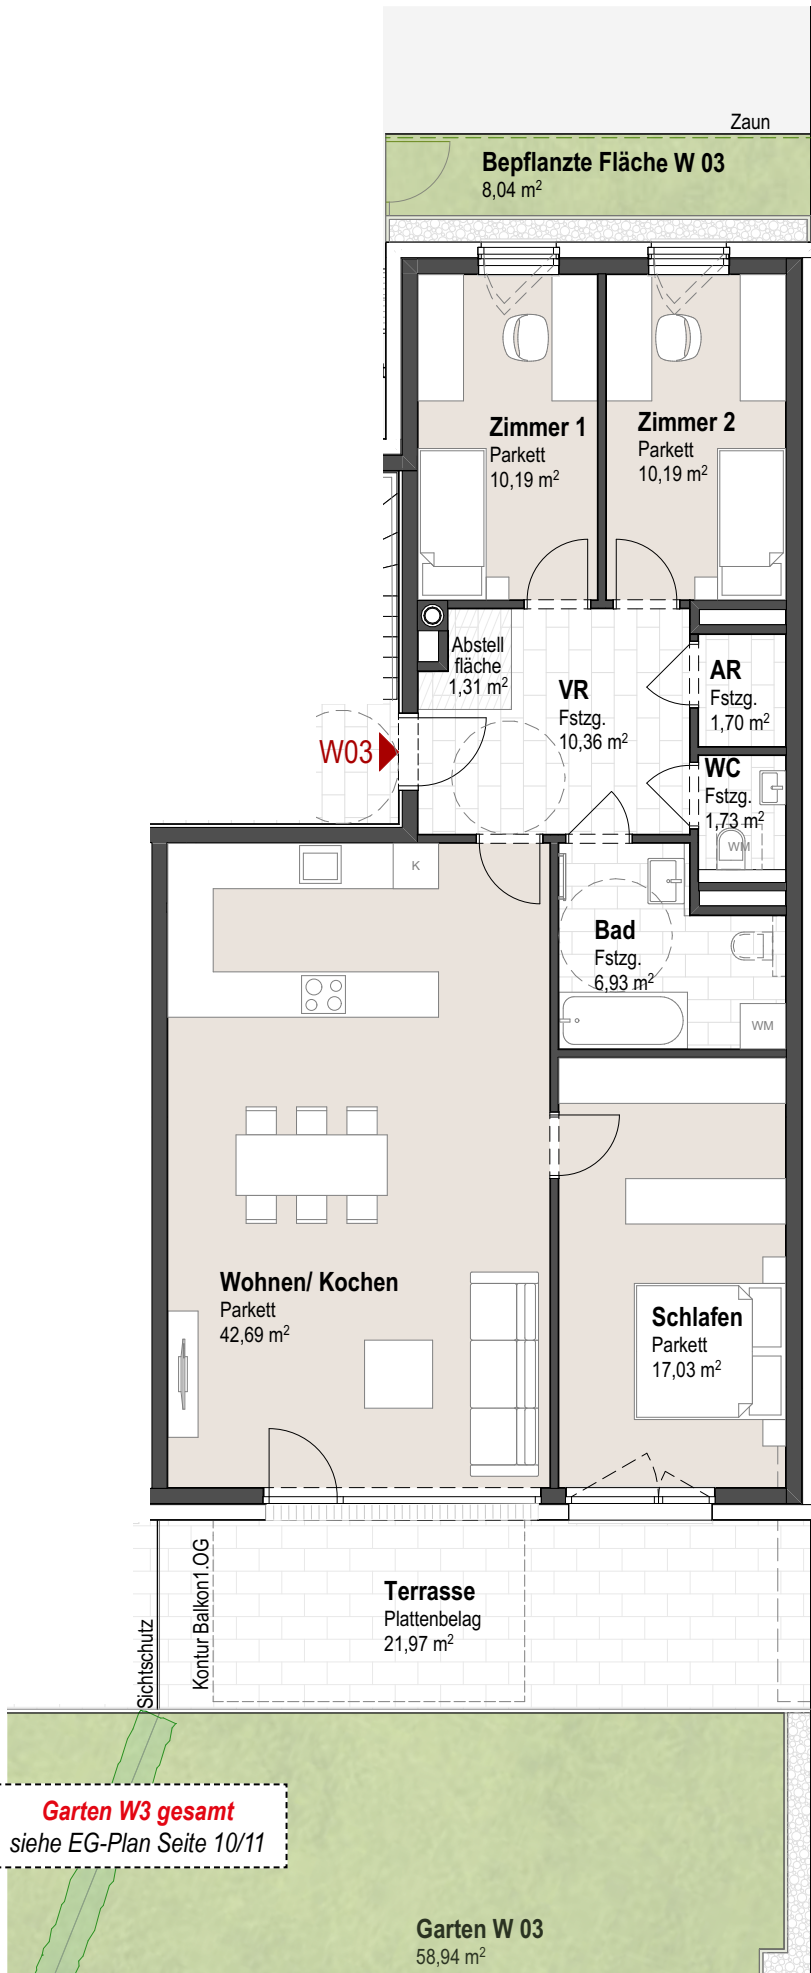 Zaun
Bepflanzte Fläche W 03
8,04 m²
Zimmer 1
Parkett
10,19 m²
Zimmer 2
Parkett
10,19 m²
Abstell
fläche
1,31 m²
VR
Fstzg.
10,36 m²
AR
Fstzg.
1,70 m²
W03
WC
Fstzg.
1,73 m²
WM
K
Bad
Fstzg.
6,93 m²
WM
Wohnen/ Kochen
Parkett
42,69 m²
Schlafen
Parkett
17,03 m²
Sichtschutz
Kontur Balkon1.OG
Terrasse
Plattenbelag
21,97 m²
Garten W3 gesamt
siehe EG-Plan Seite 10/11
Garten W 03
58,94 m²